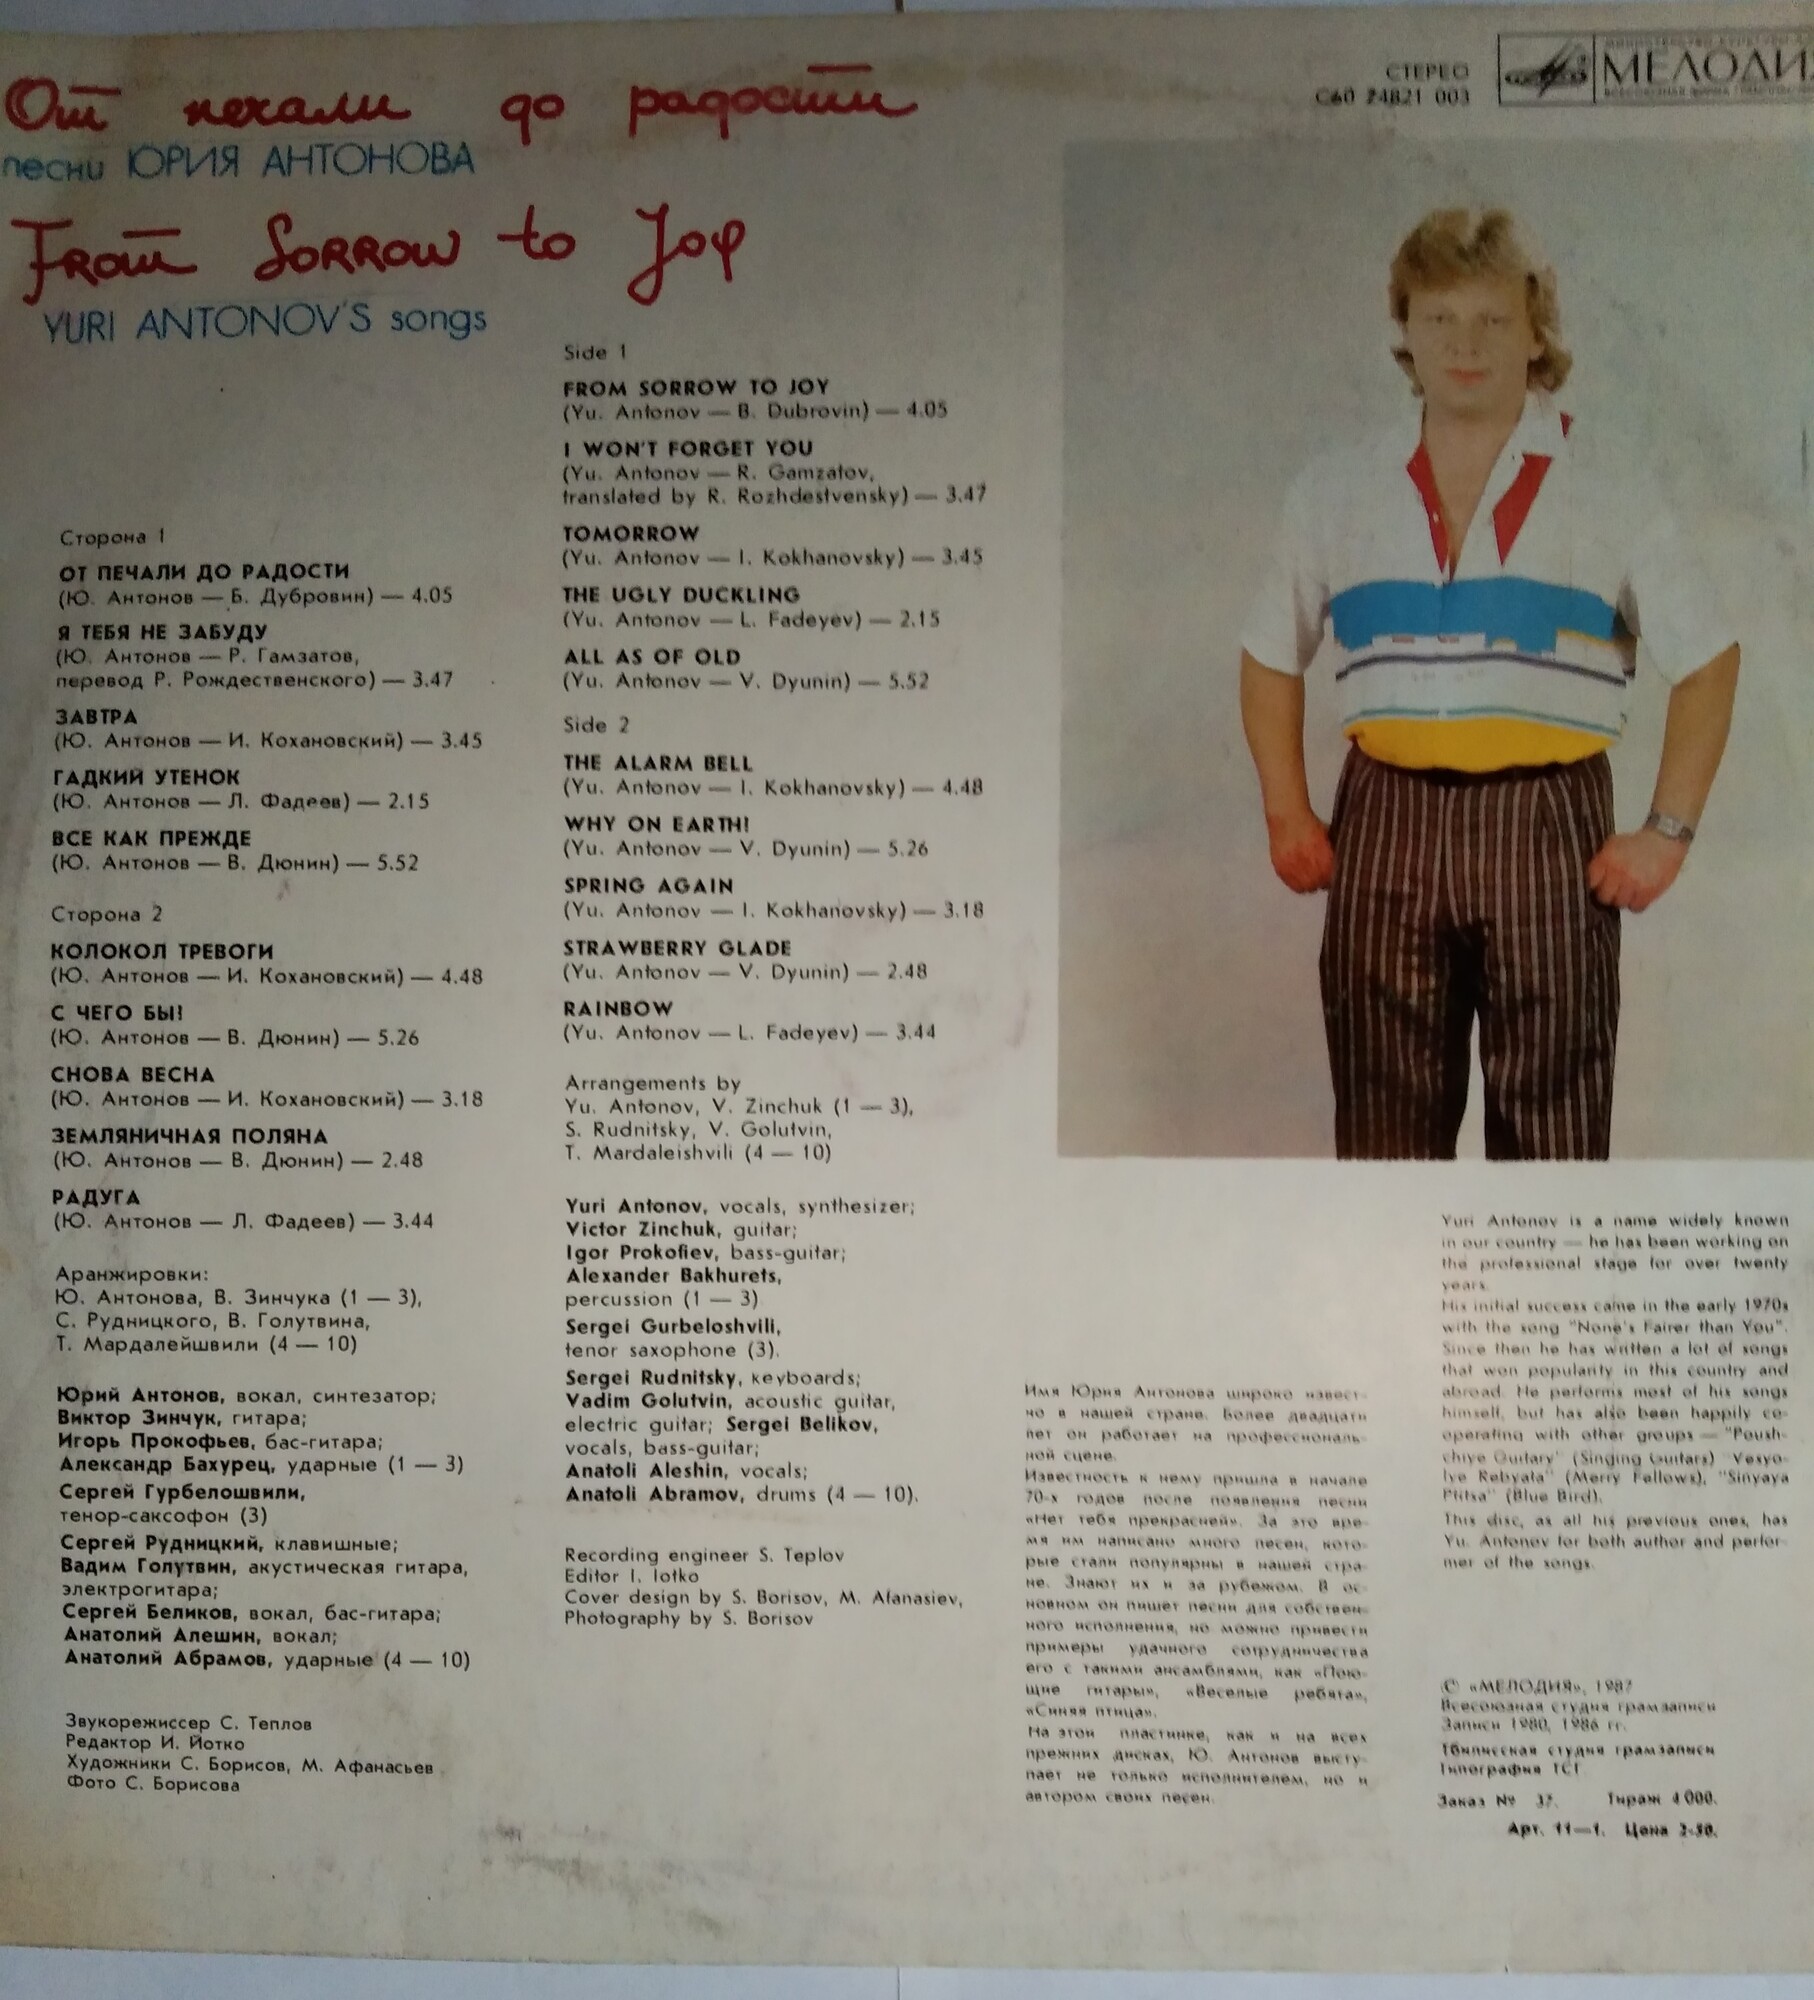 От печали до радости
песни ЮРИЯ АНТОНОВА
From Sorrow to Joy
YURI ANTONOV'S songs
СТЕРЕО
С60 24821 003
МЕЛОДИЯ
Сторона 1
ОТ ПЕЧАЛИ ДО РАДОСТИ
(Ю. Антонов — Б. Дубровин) — 4.05
Я ТЕБЯ НЕ ЗАБУДУ
(Ю. Антонов — Р. Гамзатов,
перевод Р. Рождественского) — 3.47
ЗАВТРА
(Ю. Антонов — И. Кохановский) — 3.45
ГАДКИЙ УТЕНОК
(Ю. Антонов — Л. Фадеев) — 2.15
ВСЕ КАК ПРЕЖДЕ
(Ю. Антонов — В. Дюнин) — 5.52
Сторона 2
КОЛОКОЛ ТРЕВОГИ
(Ю. Антонов — И. Кохановский) — 4.48
С ЧЕГО БЫ!
(Ю. Антонов — В. Дюнин) — 5.26
СНОВА ВЕСНА
(Ю. Антонов — И. Кохановский) — 3.18
ЗЕМЛЯНИЧНАЯ ПОЛЯНА
(Ю. Антонов — В. Дюнин) — 2.48
РАДУГА
(Ю. Антонов — Л. Фадеев) — 3.44
Аранжировки:
Ю. Антонова, В. Зинчука (1 — 3),
С. Рудницкого, В. Голутвина,
Т. Мардалейшвили (4 — 10)
Юрий Антонов, вокал, синтезатор;
Виктор Зинчук, гитара;
Игорь Прокофьев, бас-гитара;
Александр Бахурец, ударные (1 — 3)
Сергей Гурбелошвили,
тенор-саксофон (3)
Сергей Рудницкий, клавишные;
Вадим Голутвин, акустическая гитара,
электрогитара;
Сергей Беликов, вокал, бас-гитара;
Анатолий Алешин, вокал;
Анатолий Абрамов, ударные (4 — 10)
Звукорежиссер С. Теплов
Редактор И. Йотко
Художники С. Борисов, М. Афанасьев
Фото С. Борисова
Side 1
FROM SORROW TO JOY
(Yu. Antonov — B. Dubrovin) — 4.05
I WON'T FORGET YOU
(Yu. Antonov — R. Gamzatov,
translated by R. Rozhdestvensky) — 3.47
TOMORROW
(Yu. Antonov — I. Kokhanovsky) — 3.45
THE UGLY DUCKLING
(Yu. Antonov — L. Fadeyev) — 2.15
ALL AS OF OLD
(Yu. Antonov — V. Dyunin) — 5.52
Side 2
THE ALARM BELL
(Yu. Antonov — I. Kokhanovsky) — 4.48
WHY ON EARTH!
(Yu. Antonov — V. Dyunin) — 5.26
SPRING AGAIN
(Yu. Antonov — I. Kokhanovsky) — 3.18
STRAWBERRY GLADE
(Yu. Antonov — V. Dyunin) — 2.48
RAINBOW
(Yu. Antonov — L. Fadeyev) — 3.44
Arrangements by
Yu. Antonov, V. Zinchuk (1 — 3),
S. Rudnitsky, V. Golutvin,
T. Mardaleishvili (4 — 10)
Yuri Antonov, vocals, synthesizer;
Victor Zinchuk, guitar;
Igor Prokofiev, bass-guitar;
Alexander Bakhurets,
percussion (1 — 3)
Sergei Gurbeloshvili,
tenor saxophone (3).
Sergei Rudnitsky, keyboards;
Vadim Golutvin, acoustic guitar,
electric guitar; Sergei Belikov,
vocals, bass-guitar;
Anatoli Aleshin, vocals;
Anatoli Abramov, drums (4 — 10).
Recording engineer S. Teplov
Editor I. Iotko
Cover design by S. Borisov, M. Afanasiev,
Photography by S. Borisov
Имя Юрия Антонова широко извест-
но в нашей стране. Более двадцати
лет он работает на профессиональ-
ной сцене.
Известность к нему пришла в начале
70-х годов после появления песни
«Нет тебя прекрасней». За это вре-
мя им написано много песен, кото-
рые стали популярны в нашей стра-
не. Знают их и за рубежом. В ос-
новном он пишет песни для собствен-
ного исполнения, но можно привести
примеры удачного сотрудничества
его с такими ансамблями, как «Пою-
щие гитары», «Веселые ребята»,
«Синяя птица».
На этой пластинке, как и на всех
прежних дисках, Ю. Антонов высту-
пает не только исполнителем, но и
автором своих песен.
Yuri Antonov is a name widely known
in our country — he has been working on
the professional stage for over twenty
years.
His initial success came in the early 1970s
with the song "None's Fairer than You".
Since then he has written a lot of songs
that won popularity in this country and
abroad. He performs most of his songs
himself, but has also been happily co-
operating with other groups — "Poush-
chiye Guitary" (Singing Guitars) Vesyo-
lye Rebyata" (Merry Fellows), "Sinyaya
Ptitsa" (Blue Bird).
This disc, as all his previous ones, has
Yu. Antonov for both author and perfor-
mer of the songs.
© «МЕЛОДИЯ», 1987
Всесоюзная студия грамзаписи
Записи 1980, 1986 гг.
Тбилисская студия грамзаписи
Типография ТСГ
Заказ № 37. Тираж 4 000.
Арт. 11—1. Цена 2-50.